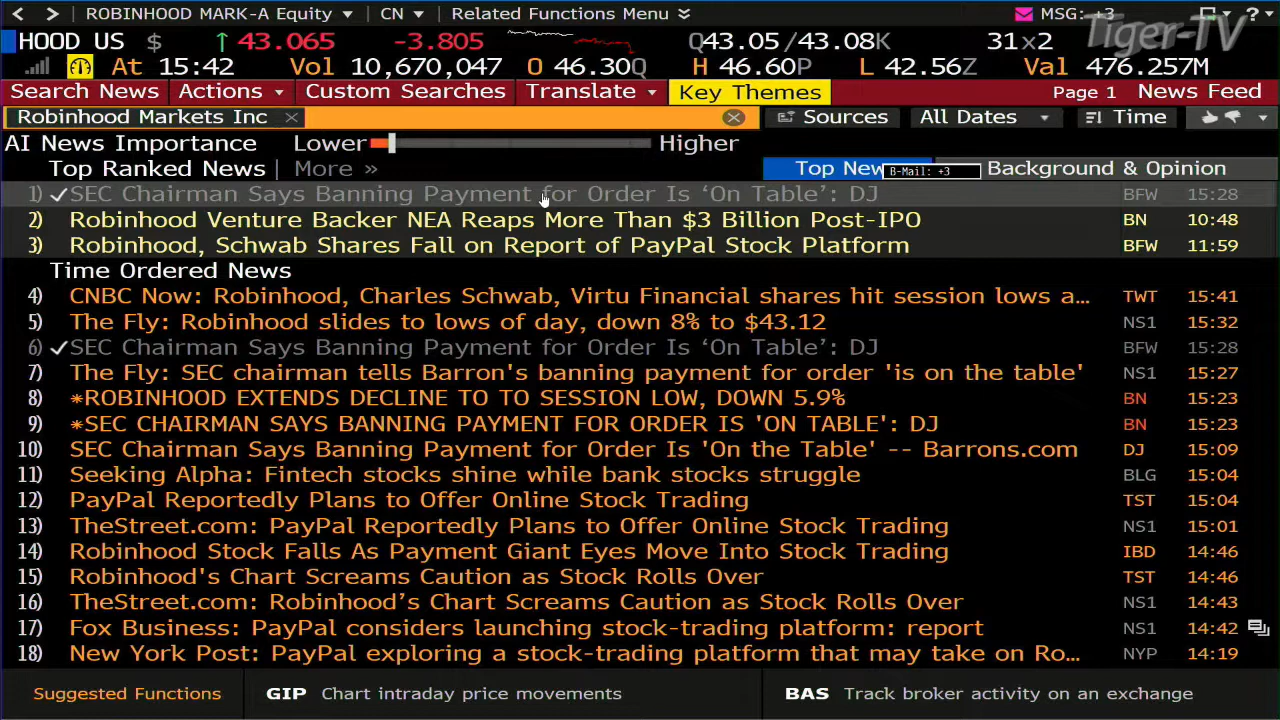 < > ROBINHOOD MARK-A Equity CN Related Functions Menu MSG: +3 ?
Tiger-TV
HOOD US $ ↑ 43.065 -3.805 Q43.05/43.08K 31x2
At 15:42 Vol 10,670,047 O 46.30Q H 46.60P L 42.56Z Val 476.257M
Search News Actions Custom Searches Translate Key Themes Page 1 News Feed
Robinhood Markets Inc × Sources All Dates Time
AI News Importance Lower Higher
Top Ranked News More » Top New Background & Opinion
B-Mail: +3
1) ✓SEC Chairman Says Banning Payment for Order Is ‘On Table’: DJ BFW 15:28
2) Robinhood Venture Backer NEA Reaps More Than $3 Billion Post-IPO BN 10:48
3) Robinhood, Schwab Shares Fall on Report of PayPal Stock Platform BFW 11:59
Time Ordered News
4) CNBC Now: Robinhood, Charles Schwab, Virtu Financial shares hit session lows a… TWT 15:41
5) The Fly: Robinhood slides to lows of day, down 8% to $43.12 NS1 15:32
6) ✓SEC Chairman Says Banning Payment for Order Is ‘On Table’: DJ BFW 15:28
7) The Fly: SEC chairman tells Barron's banning payment for order 'is on the table' NS1 15:27
8) *ROBINHOOD EXTENDS DECLINE TO TO SESSION LOW, DOWN 5.9% BN 15:23
9) *SEC CHAIRMAN SAYS BANNING PAYMENT FOR ORDER IS 'ON TABLE': DJ BN 15:23
10) SEC Chairman Says Banning Payment for Order Is 'On the Table' -- Barrons.com DJ 15:09
11) Seeking Alpha: Fintech stocks shine while bank stocks struggle BLG 15:04
12) PayPal Reportedly Plans to Offer Online Stock Trading TST 15:04
13) TheStreet.com: PayPal Reportedly Plans to Offer Online Stock Trading NS1 15:01
14) Robinhood Stock Falls As Payment Giant Eyes Move Into Stock Trading IBD 14:46
15) Robinhood's Chart Screams Caution as Stock Rolls Over TST 14:46
16) TheStreet.com: Robinhood’s Chart Screams Caution as Stock Rolls Over NS1 14:43
17) Fox Business: PayPal considers launching stock-trading platform: report NS1 14:42
18) New York Post: PayPal exploring a stock-trading platform that may take on Ro… NYP 14:19
Suggested Functions GIP Chart intraday price movements BAS Track broker activity on an exchange